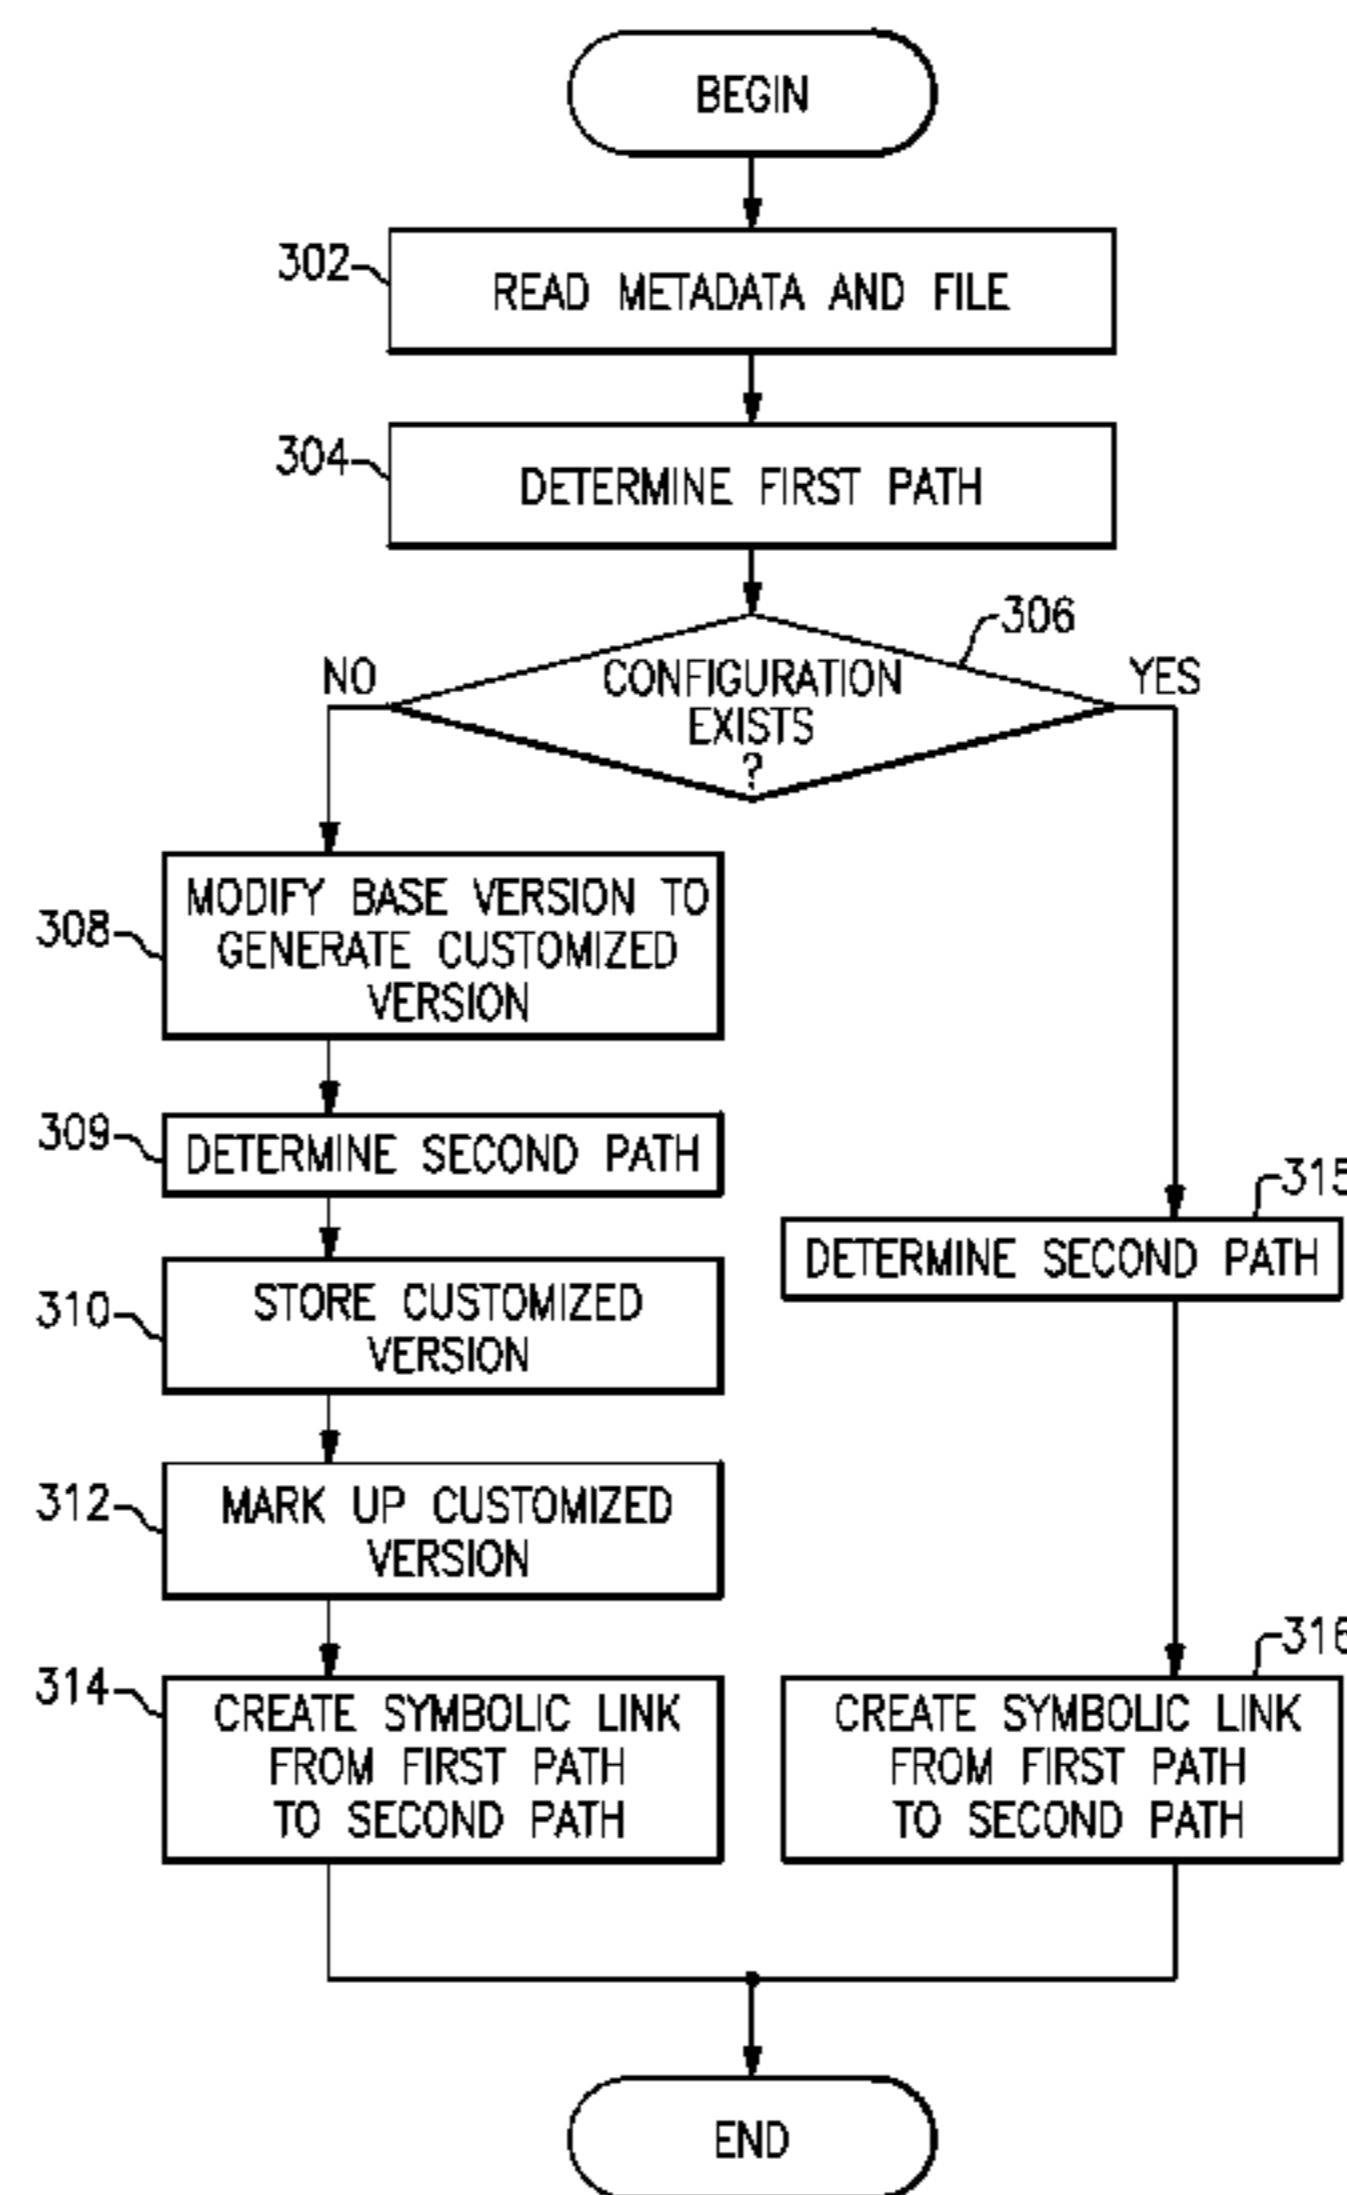 BEGIN
302
READ METADATA AND FILE
304
DETERMINE FIRST PATH
306
NO
CONFIGURATION
EXISTS
?
YES
308
MODIFY BASE VERSION TO
GENERATE CUSTOMIZED
VERSION
309
DETERMINE SECOND PATH
315
DETERMINE SECOND PATH
310
STORE CUSTOMIZED
VERSION
312
MARK UP CUSTOMIZED
VERSION
314
CREATE SYMBOLIC LINK
FROM FIRST PATH
TO SECOND PATH
316
CREATE SYMBOLIC LINK
FROM FIRST PATH
TO SECOND PATH
END